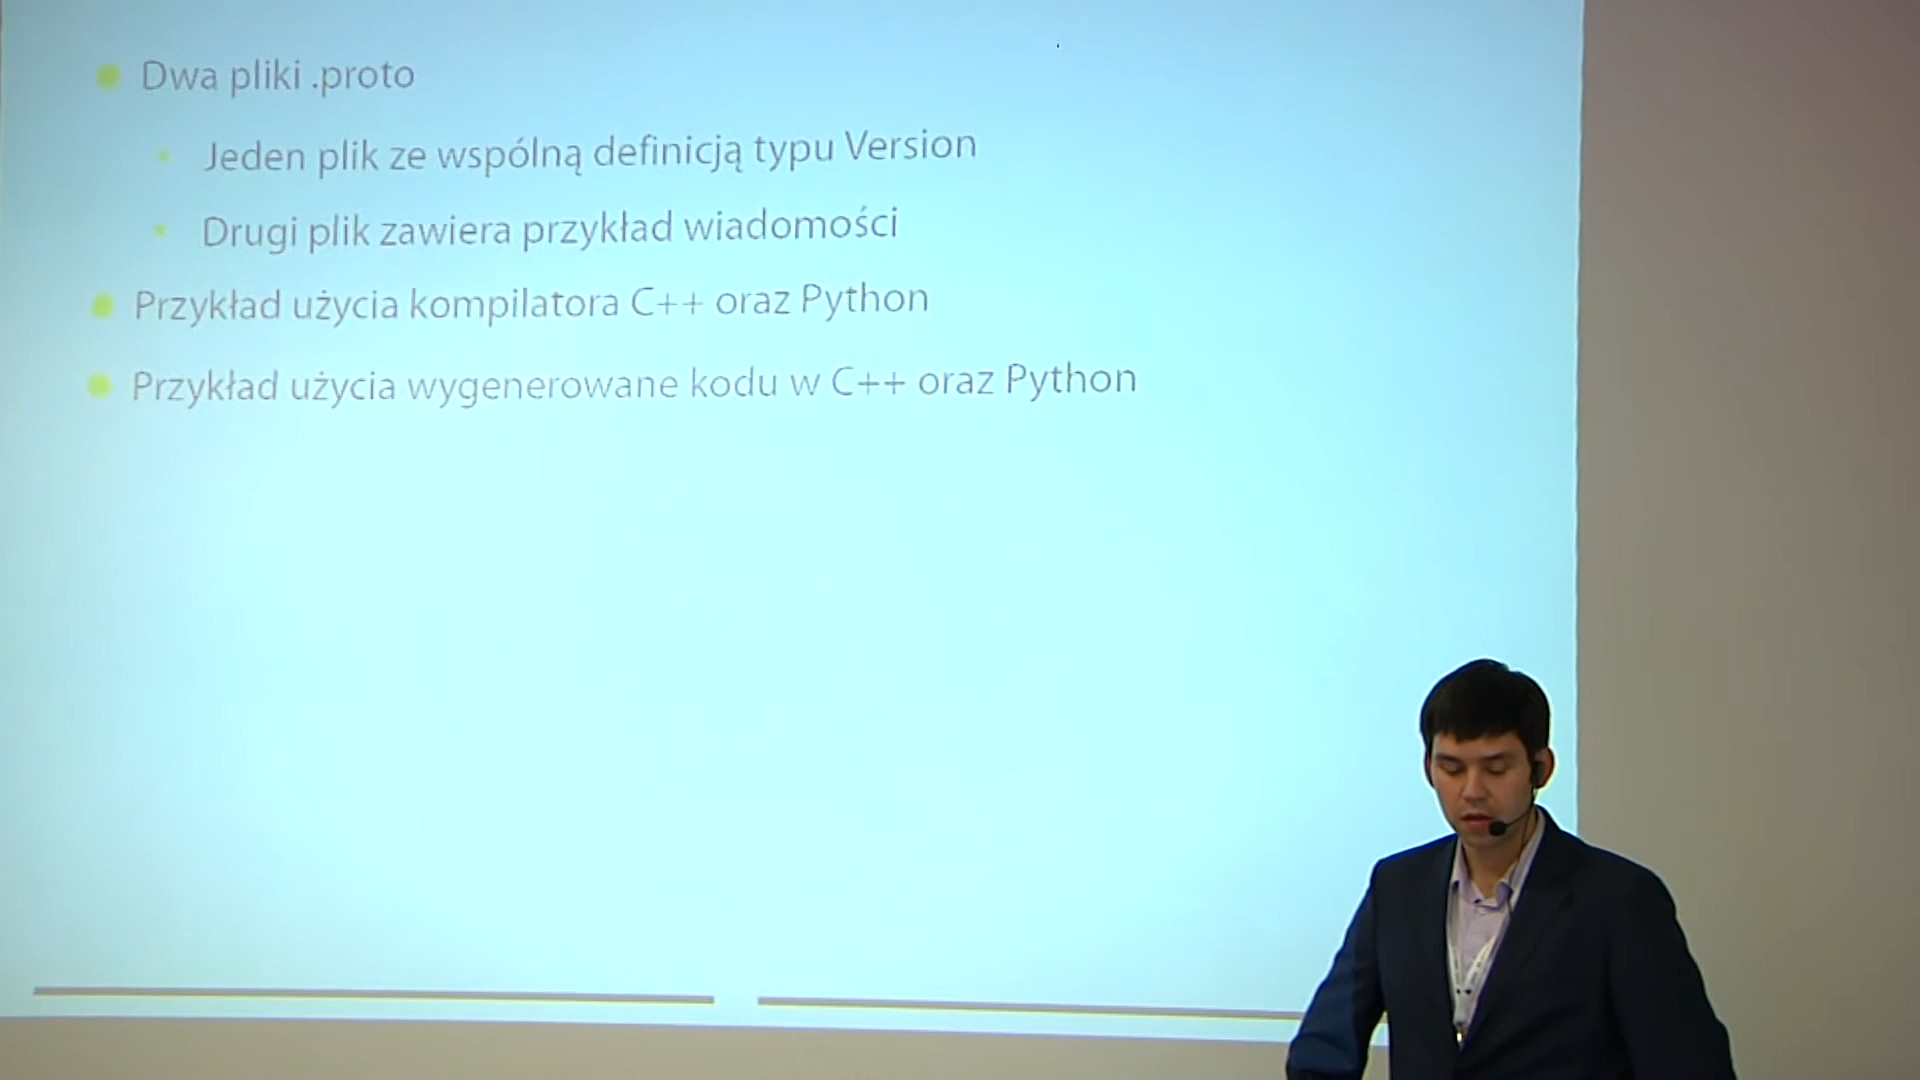 Dwa pliki .proto
Jeden plik ze wspólną definicją typu Version
Drugi plik zawiera przykład wiadomości
Przykład użycia kompilatora C++ oraz Python
Przykład użycia wygenerowane kodu w C++ oraz Python